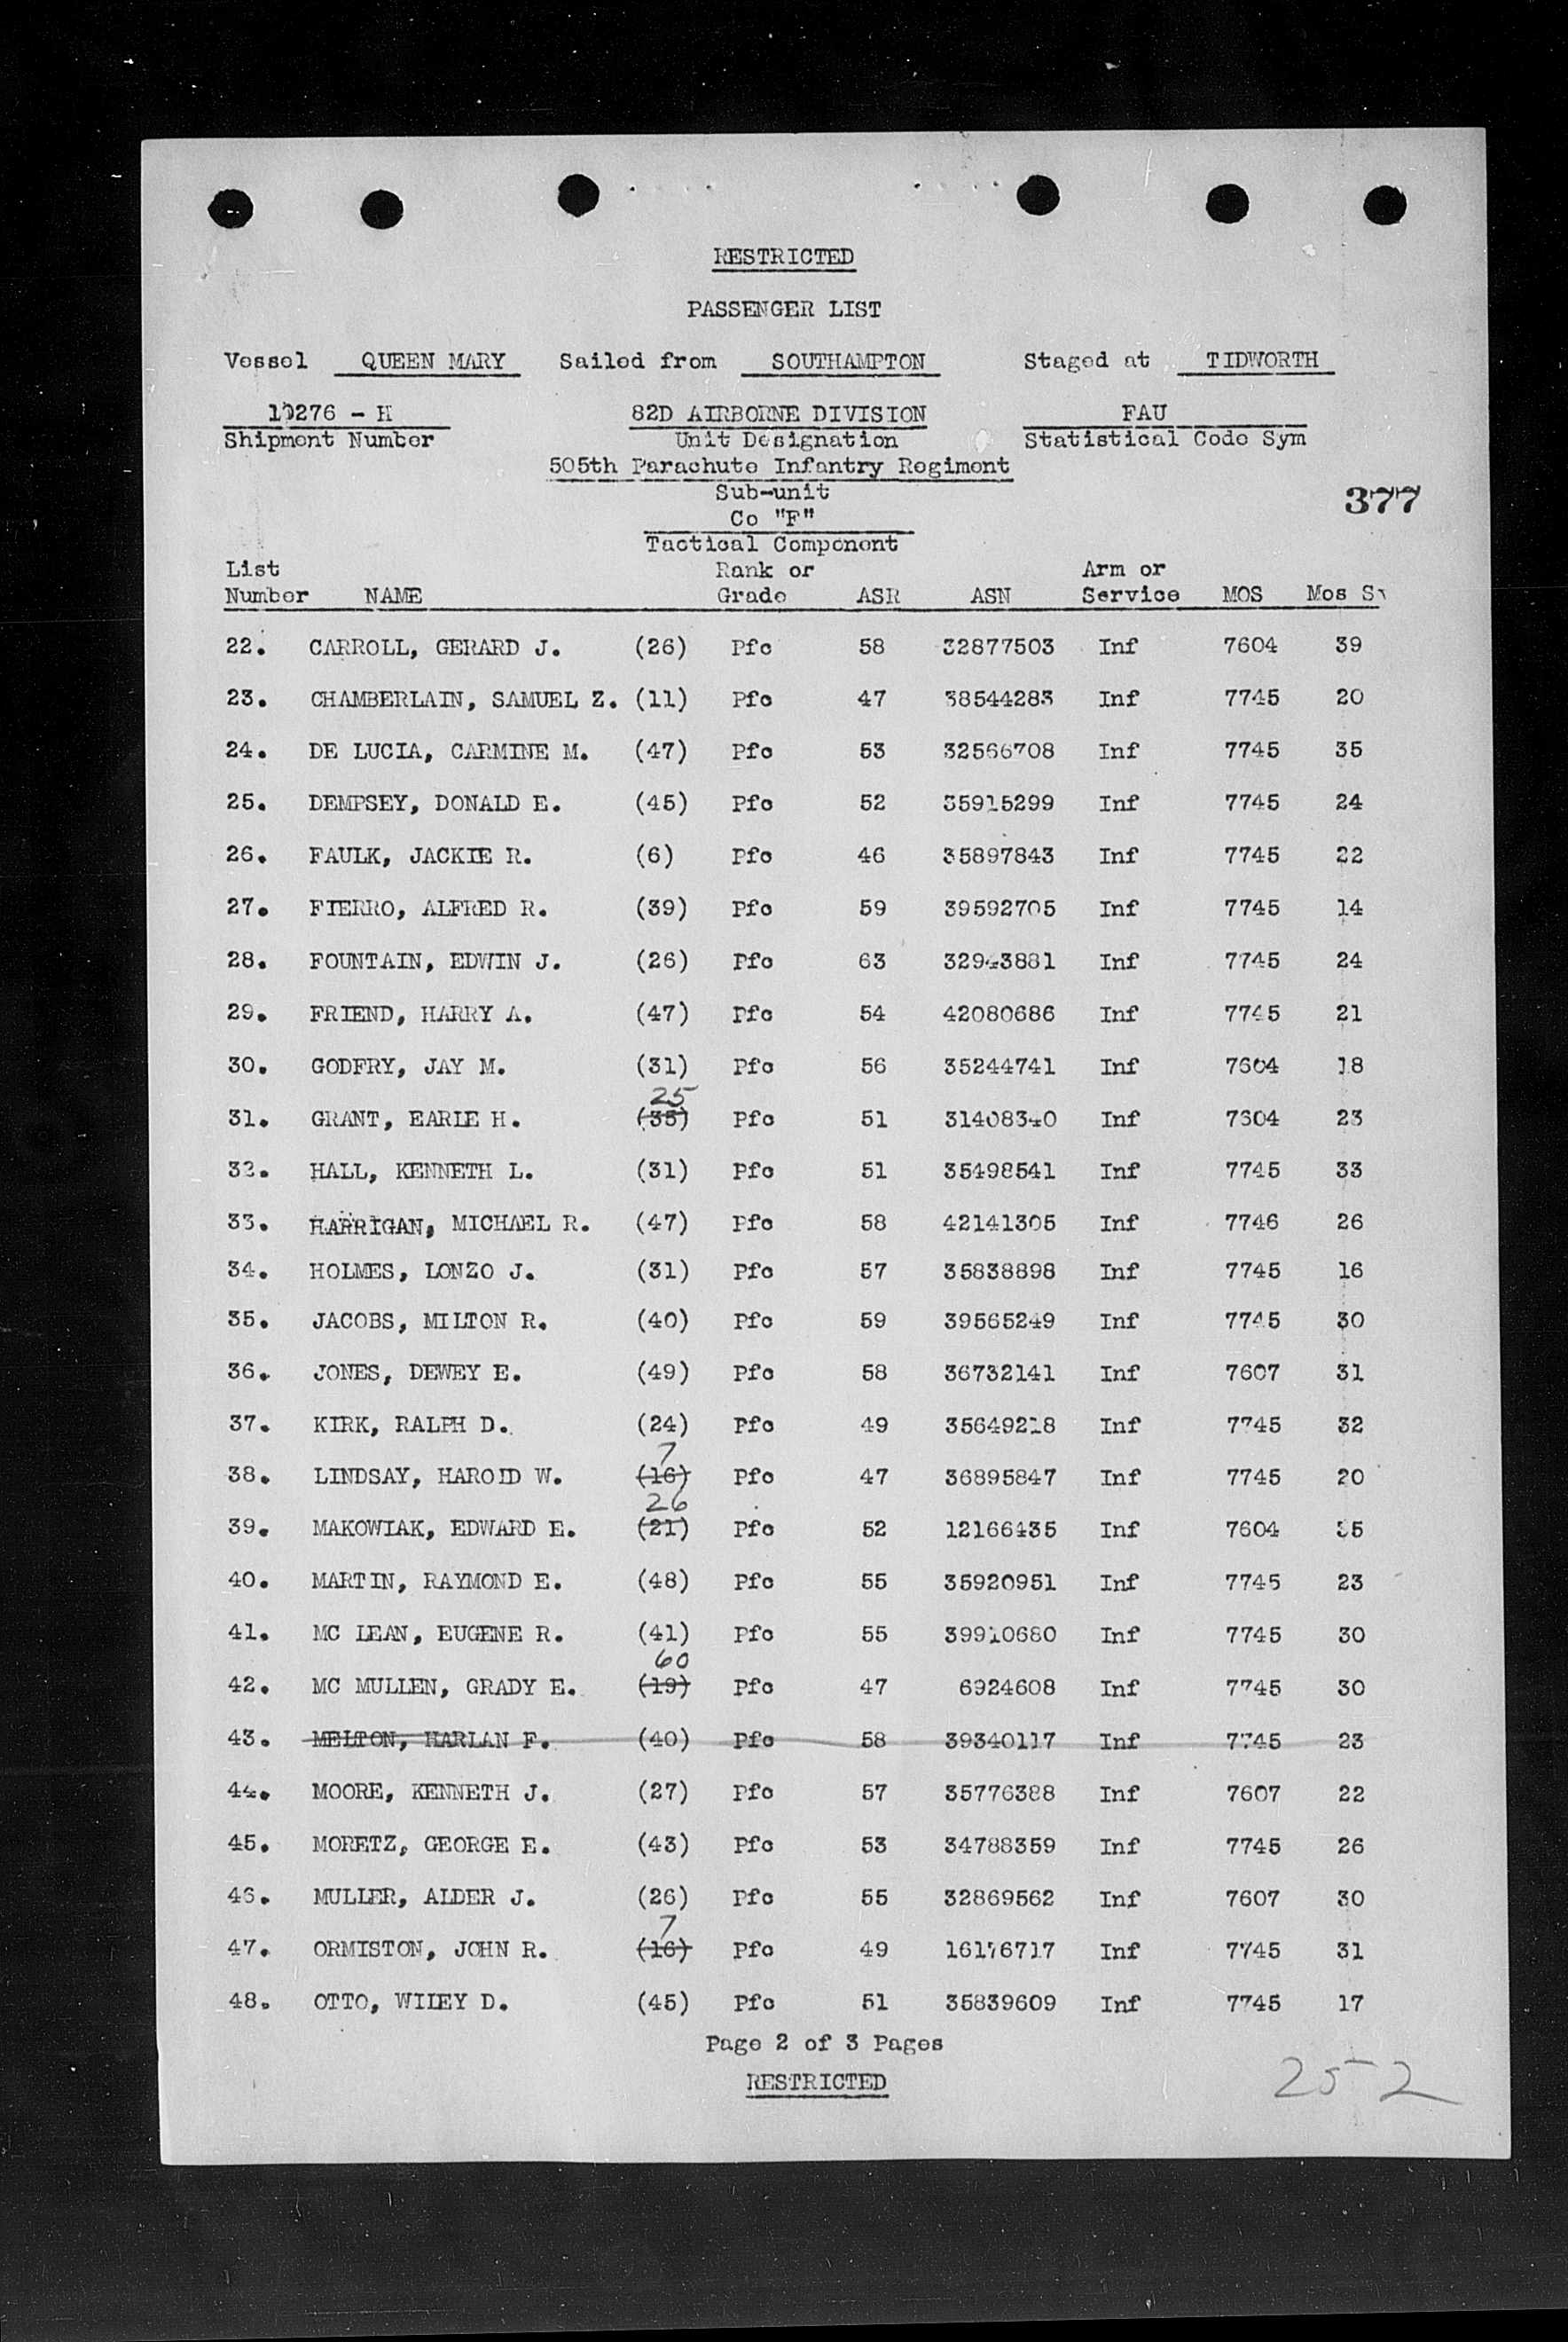 RESTRICTED
PASSENGER LIST
Vessel QUEEN MARY Sailed from SOUTHAMPTON Staged at TIDWORTH
10276 - H 82D AIRBORNE DIVISION FAU
Shipment Number Unit Designation Statistical Code Sym
505th Parachute Infantry Regiment
Sub-unit 377
Co "F"
Tactical Component
List Rank or Arm or
Number NAME Grade ASR ASN Service MOS Mos Sv
22. CARROLL, GERARD J. (26) Pfc 58 32877503 Inf 7604 39
23. CHAMBERLAIN, SAMUEL Z. (11) Pfc 47 38544283 Inf 7745 20
24. DE LUCIA, CARMINE M. (47) Pfc 53 32566708 Inf 7745 35
25. DEMPSEY, DONALD E. (45) Pfc 52 35915299 Inf 7745 24
26. FAULK, JACKIE R. (6) Pfc 46 35897843 Inf 7745 22
27. FIERRO, ALFRED R. (39) Pfc 59 39592705 Inf 7745 14
28. FOUNTAIN, EDWIN J. (26) Pfc 63 32943881 Inf 7745 24
29. FRIEND, HARRY A. (47) Pfc 54 42080686 Inf 7745 21
30. GODFRY, JAY M. (31) Pfc 56 35244741 Inf 7604 18
25
31. GRANT, EARLE H. (35) Pfc 51 31408340 Inf 7604 23
32. HALL, KENNETH L. (31) Pfc 51 35498541 Inf 7745 33
33. HARRIGAN, MICHAEL R. (47) Pfc 58 42141305 Inf 7746 26
34. HOLMES, LONZO J. (31) Pfc 57 35838898 Inf 7745 16
35. JACOBS, MILTON R. (40) Pfc 59 39565249 Inf 7745 30
36. JONES, DEWEY E. (49) Pfc 58 36732141 Inf 7607 31
37. KIRK, RALPH D. (24) Pfc 49 35649218 Inf 7745 32
7
38. LINDSAY, HAROLD W. (16) Pfc 47 36895847 Inf 7745 20
26
39. MAKOWIAK, EDWARD E. (21) Pfc 52 12166435 Inf 7604 35
40. MARTIN, RAYMOND E. (48) Pfc 55 35920951 Inf 7745 23
41. MC LEAN, EUGENE R. (41) Pfc 55 39910680 Inf 7745 30
60
42. MC MULLEN, GRADY E. (19) Pfc 47 6924608 Inf 7745 30
43. MELTON, HARLAN F. (40) Pfc 58 39340117 Inf 7745 23
44. MOORE, KENNETH J. (27) Pfc 57 35776388 Inf 7607 22
45. MORETZ, GEORGE E. (43) Pfc 53 34788359 Inf 7745 26
46. MULLER, ALDER J. (26) Pfc 55 32869562 Inf 7607 30
7
47. ORMISTON, JOHN R. (16) Pfc 49 16176717 Inf 7745 31
48. OTTO, WILEY D. (45) Pfc 51 35839609 Inf 7745 17
Page 2 of 3 Pages
RESTRICTED
252